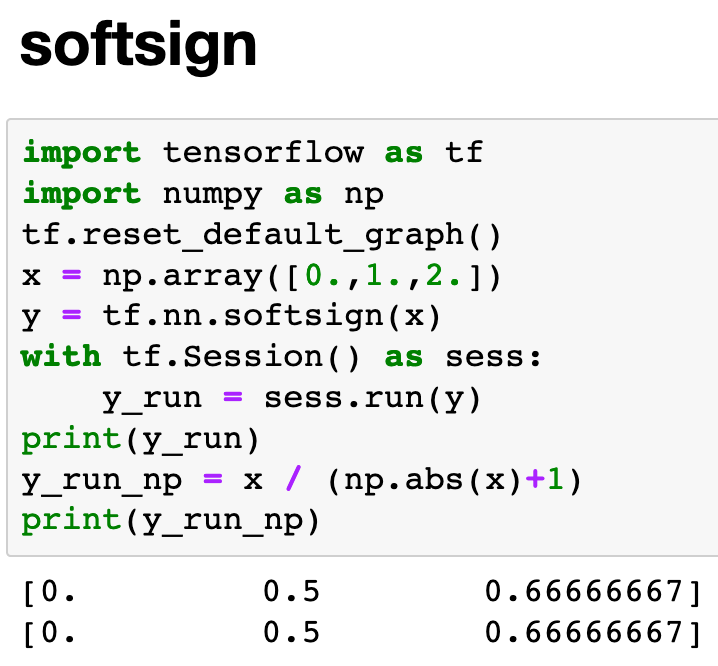 softsign
import tensorflow as tf
import numpy as np
tf.reset_default_graph()
x = np.array([0.,1.,2.])
y = tf.nn.softsign(x)
with tf.Session() as sess:
    y_run = sess.run(y)
print(y_run)
y_run_np = x / (np.abs(x)+1)
print(y_run_np)
[0.         0.5        0.66666667]
[0.         0.5        0.66666667]